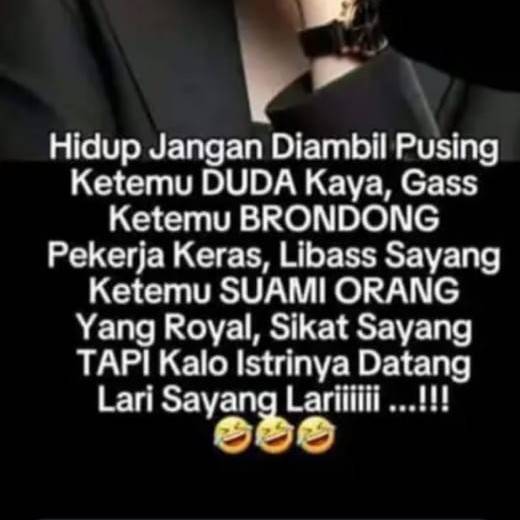 Hidup Jangan Diambil Pusing
Ketemu DUDA Kaya, Gass
Ketemu BRONDONG
Pekerja Keras, Libass Sayang
Ketemu SUAMI ORANG
Yang Royal, Sikat Sayang
TAPI Kalo Istrinya Datang
Lari Sayang Lariiiiii ...!!!
🤣🤣🤣